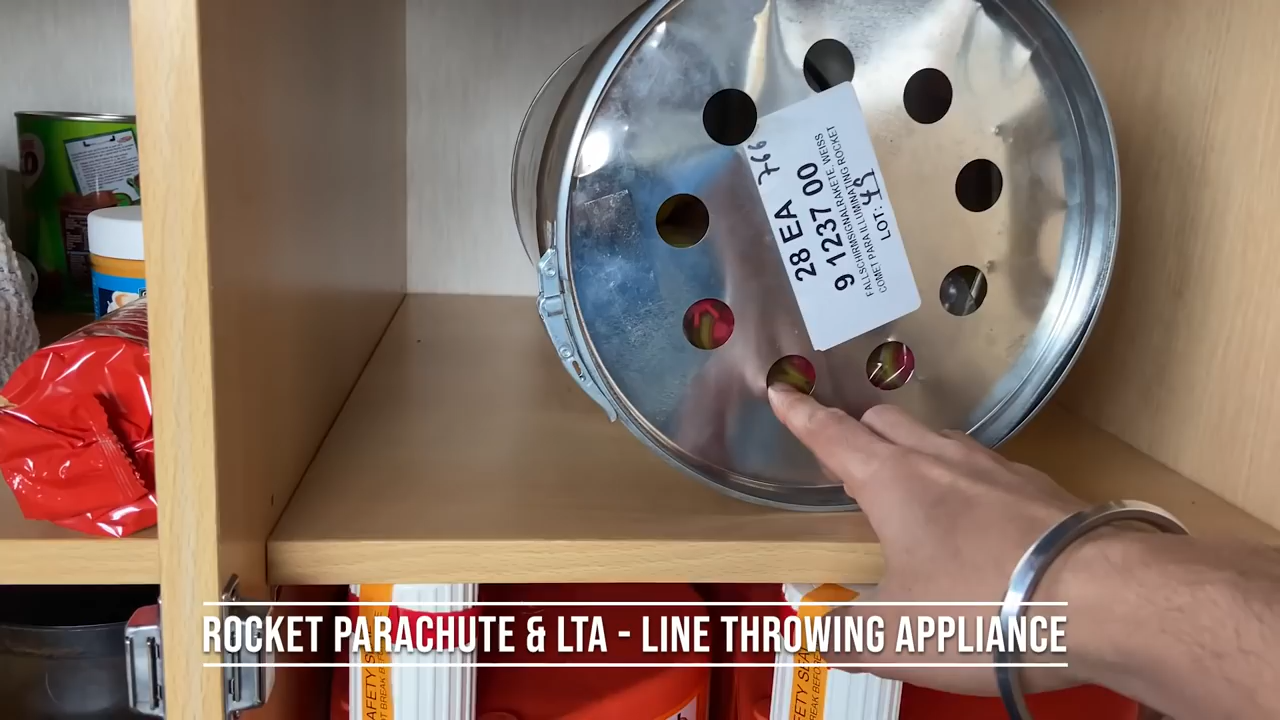 766
28 EA
9 1237 00
FALLSCHIRMSIGNALRAKETE, WEISS
COMET PARA ILLUMINATING ROCKET
LOT: 49
ROCKET PARACHUTE & LTA - LINE THROWING APPLIANCE